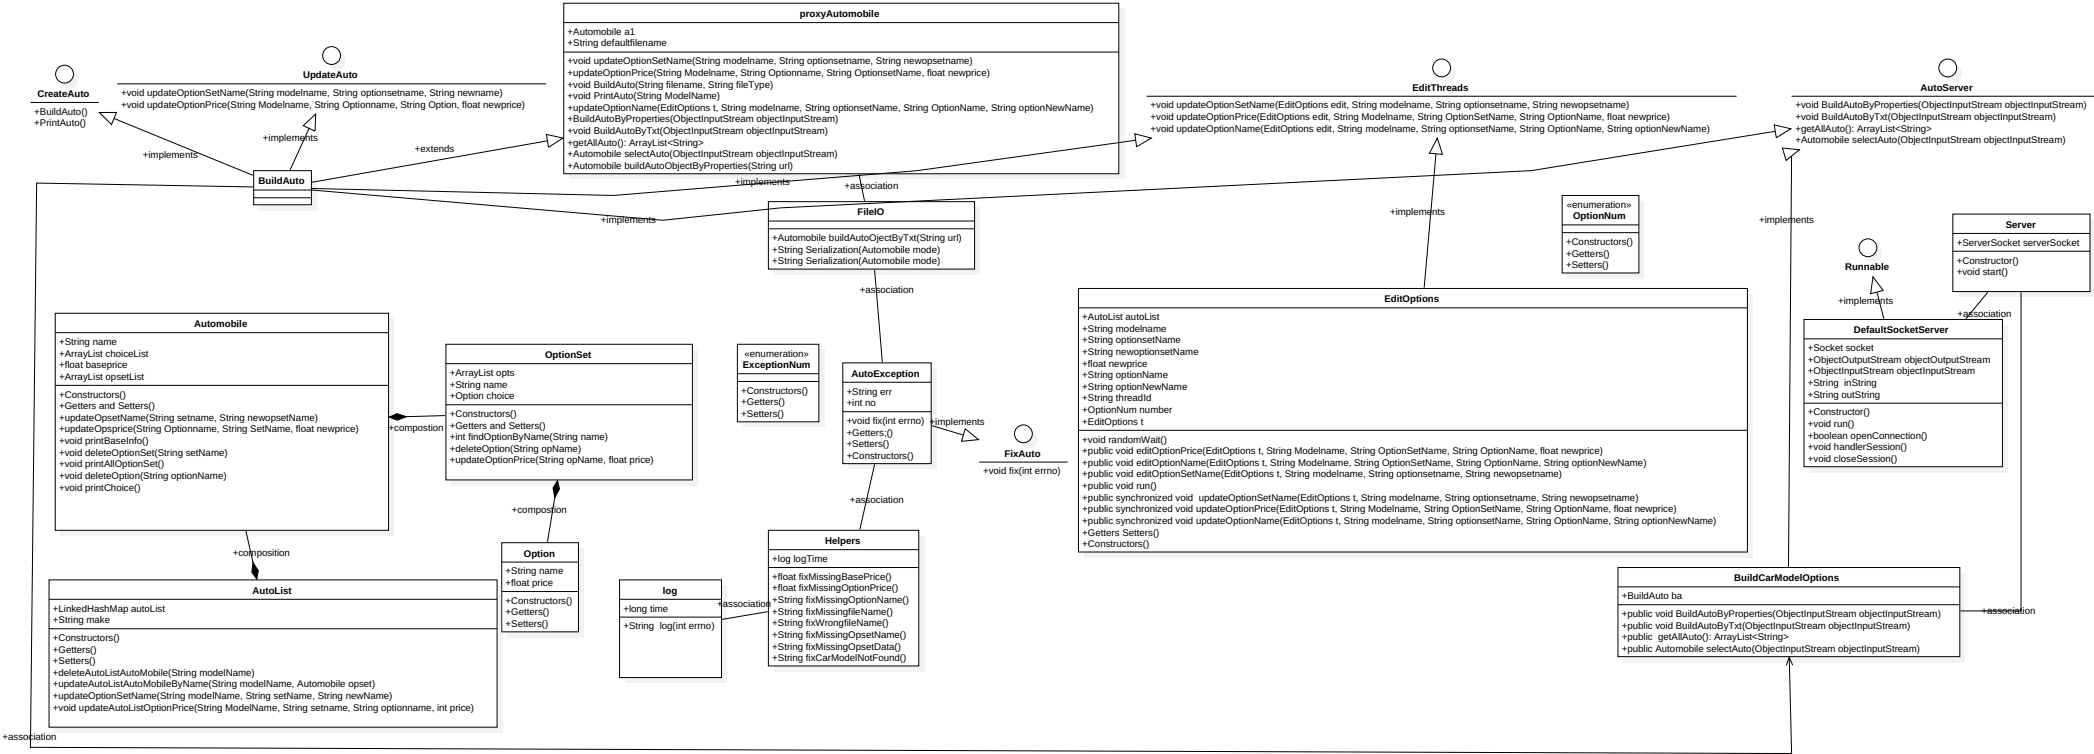 proxyAutomobile
+Automobile a1
+String defaultfilename
+void updateOptionSetName(String modelname, String optionsetname, String newopsetname)
+updateOptionPrice(String Modelname, String Optionname, String OptionsetName, float newprice)
+void BuildAuto(String filename, String fileType)
+void PrintAuto(String ModelName)
+updateOptionName(EditOptions t, String modelname, String optionsetName, String OptionName, String optionNewName)
+BuildAutoByProperties(ObjectInputStream objectInputStream)
+void BuildAutoByTxt(ObjectInputStream objectInputStream)
+getAllAuto(): ArrayList<String>
+Automobile selectAuto(ObjectInputStream objectInputStream)
+Automobile buildAutoObjectByProperties(String url)
CreateAuto
+BuildAuto()
+PrintAuto()
UpdateAuto
+void updateOptionSetName(String modelname, String optionsetname, String newname)
+void updateOptionPrice(String Modelname, String Optionname, String Option, float newprice)
EditThreads
+void updateOptionSetName(EditOptions edit, String modelname, String optionsetname, String newopsetname)
+void updateOptionPrice(EditOptions edit, String Modelname, String OptionSetName, String OptionName, float newprice)
+void updateOptionName(EditOptions edit, String modelname, String optionsetName, String OptionName, String optionNewName)
AutoServer
+void BuildAutoByProperties(ObjectInputStream objectInputStream)
+void BuildAutoByTxt(ObjectInputStream objectInputStream)
+getAllAuto(): ArrayList<String>
+Automobile selectAuto(ObjectInputStream objectInputStream)
+implements
+implements
+extends
+implements
+implements
+association
BuildAuto
FileIO
+Automobile buildAutoOjectByTxt(String url)
+String Serialization(Automobile mode)
+String Serialization(Automobile mode)
+association
+implements
«enumeration»
OptionNum
+Constructors()
+Getters()
+Setters()
+implements
Runnable
+implements
Server
+ServerSocket serverSocket
+Constructor()
+void start()
+association
DefaultSocketServer
+Socket socket
+ObjectOutputStream objectOutputStream
+ObjectInputStream objectInputStream
+String inString
+String outString
+Constructor()
+void run()
+boolean openConnection()
+void handlerSession()
+void closeSession()
EditOptions
+AutoList autoList
+String modelname
+String optionsetName
+String newoptionsetName
+float newprice
+String optionName
+String optionNewName
+String threadId
+OptionNum number
+EditOptions t
+void randomWait()
+public void editOptionPrice(EditOptions t, String Modelname, String OptionSetName, String OptionName, float newprice)
+public void editOptionName(EditOptions t, String Modelname, String OptionSetName, String OptionName, String optionNewName)
+public void editOptionSetName(EditOptions t, String modelname, String optionsetname, String newopsetname)
+public void run()
+public synchronized void updateOptionSetName(EditOptions t, String modelname, String optionsetname, String newopsetname)
+public synchronized void updateOptionPrice(EditOptions t, String Modelname, String OptionSetName, String OptionName, float newprice)
+public synchronized void updateOptionName(EditOptions t, String modelname, String optionsetName, String OptionName, String optionNewName)
+Getters Setters()
+Constructors()
Automobile
+String name
+ArrayList choiceList
+float baseprice
+ArrayList opsetList
+Constructors()
+Getters and Setters()
+updateOpsetName(String setname, String newopsetName)
+updateOpsprice(String Optionname, String SetName, float newprice)
+void printBaseInfo()
+void deleteOptionSet(String setName)
+void printAllOptionSet()
+void deleteOption(String optionName)
+void printChoice()
+compostion
OptionSet
+ArrayList opts
+String name
+Option choice
+Constructors()
+Getters and Setters()
+int findOptionByName(String name)
+deleteOption(String opName)
+updateOptionPrice(String opName, float price)
+compostion
«enumeration»
ExceptionNum
+Constructors()
+Getters()
+Setters()
AutoException
+String err
+int no
+void fix(int errno)
+Getters;()
+Setters()
+Constructors()
+implements
FixAuto
+void fix(int errno)
+association
+composition
Option
+String name
+float price
+Constructors()
+Getters()
+Setters()
AutoList
+LinkedHashMap autoList
+String make
+Constructors()
+Getters()
+Setters()
+deleteAutoListAutoMobile(String modelName)
+updateAutoListAutoMobileByName(String modelName, Automobile opset)
+updateOptionSetName(String modelName, String setName, String newName)
+void updateAutoListOptionPrice(String ModelName, String setname, String optionname, int price)
log
+long time
+String log(int errno)
+association
Helpers
+log logTime
+float fixMissingBasePrice()
+float fixMissingOptionPrice()
+String fixMissingOptionName()
+String fixMissingfileName()
+String fixWrongfileName()
+String fixMissingOpsetName()
+String fixMissingOpsetData()
+String fixCarModelNotFound()
BuildCarModelOptions
+BuildAuto ba
+public void BuildAutoByProperties(ObjectInputStream objectInputStream)
+public void BuildAutoByTxt(ObjectInputStream objectInputStream)
+public getAllAuto(): ArrayList<String>
+public Automobile selectAuto(ObjectInputStream objectInputStream)
+association
+association